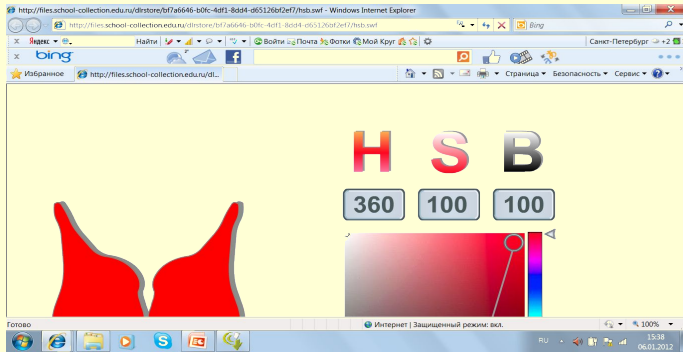 http://files.school-collection.edu.ru/dlrstore/bf7a6646-b0fc-4df1-8dd4-d65126bf2ef7/hsb.swf - Windows Internet Explorer
http://files.school-collection.edu.ru/dlrstore/bf7a6646-b0fc-4df1-8dd4-d65126bf2ef7/hsb.swf Bing
x Яндекс Найти Вставить Почта Фотки Мой Круг Санкт-Петербург +2
x bing
Избранное http://files.school-collection.edu.ru/dl... Страница Безопасность Сервис
H S B
360 100 100
Готово Интернет | Защищенный режим: вкл. 100%
RU 15:38
06.01.2012